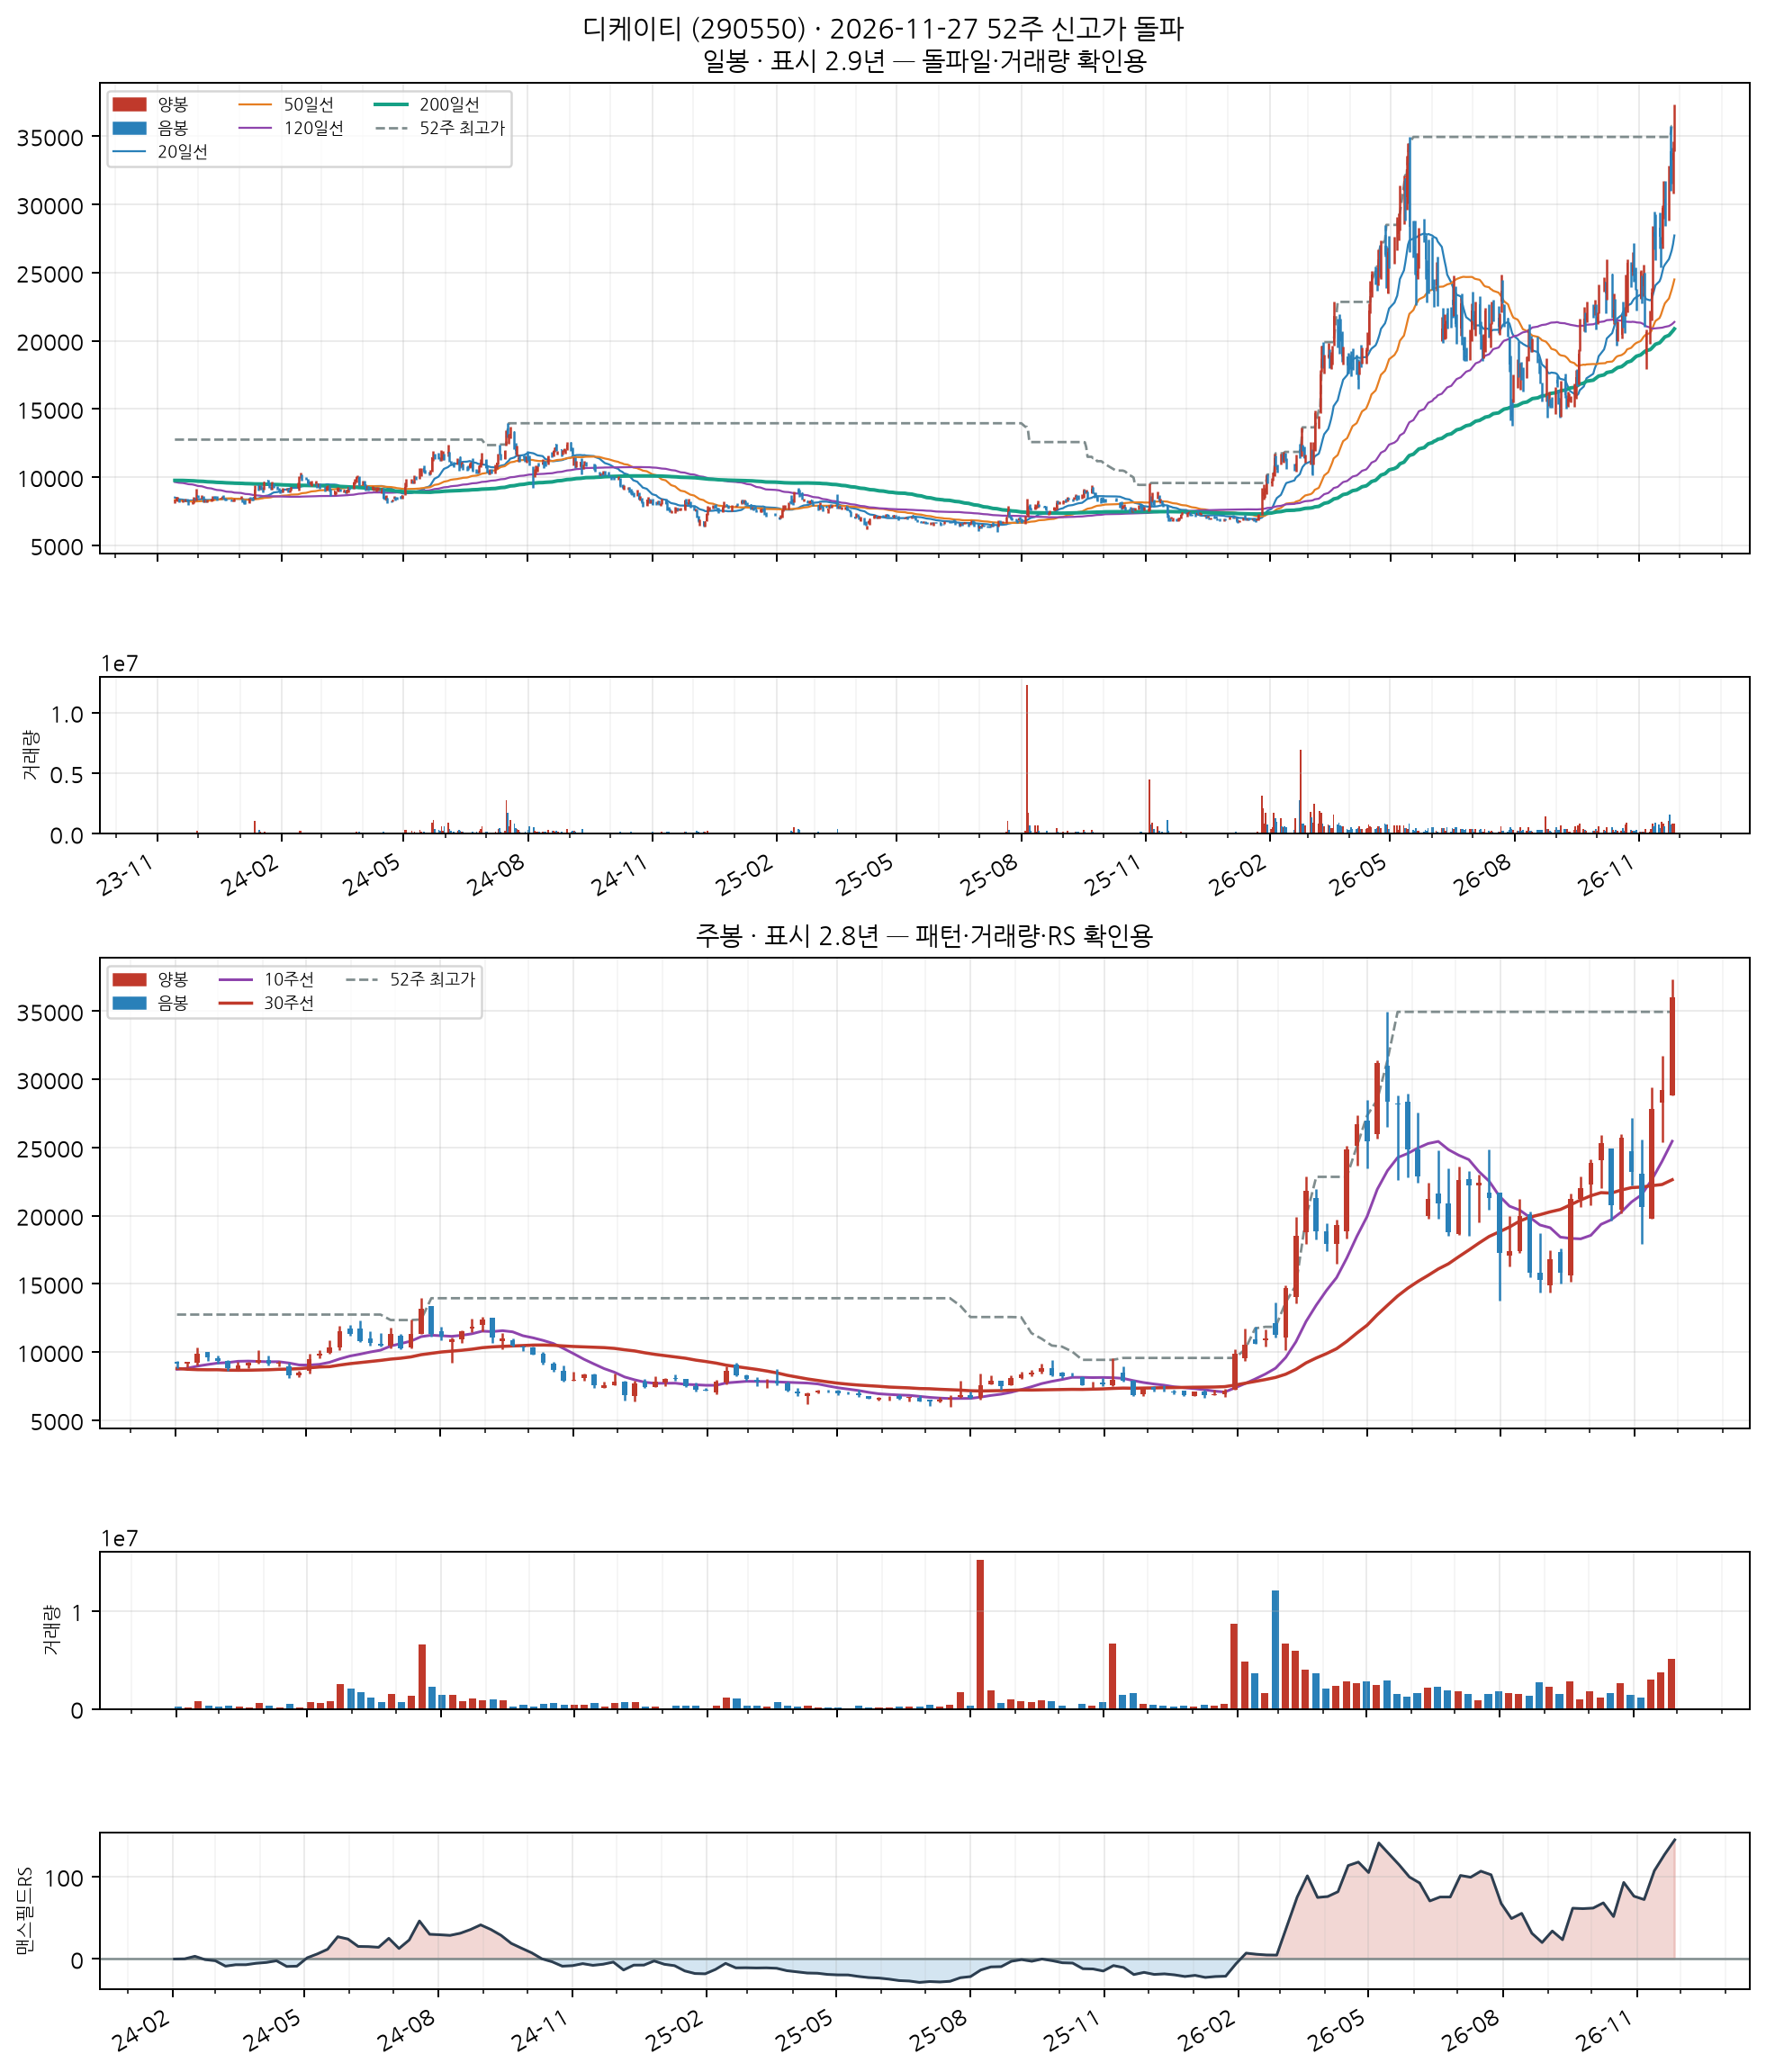 디케이티 (290550) · 2026-11-27 52주 신고가 돌파
일봉 · 표시 2.9년 — 돌파일·거래량 확인용
양봉 50일선 200일선
음봉 120일선 52주 최고가
20일선
35000
30000
25000
20000
15000
10000
5000
1e7
거래량
1.0
0.5
0.0
23-11 24-02 24-05 24-08 24-11 25-02 25-05 25-08 25-11 26-02 26-05 26-08 26-11
주봉 · 표시 2.8년 — 패턴·거래량·RS 확인용
양봉 10주선 52주 최고가
음봉 30주선
35000
30000
25000
20000
15000
10000
5000
1e7
거래량
1
0
맨스필드RS
100
0
24-02 24-05 24-08 24-11 25-02 25-05 25-08 25-11 26-02 26-05 26-08 26-11